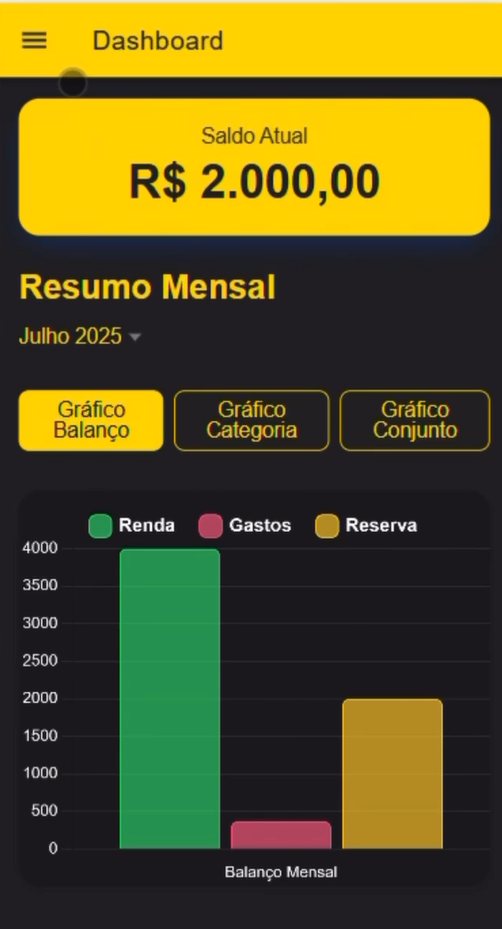 Dashboard
Saldo Atual
R$ 2.000,00
Resumo Mensal
Julho 2025
Gráfico
Balanço
Gráfico
Categoria
Gráfico
Conjunto
Renda Gastos Reserva
4000
3500
3000
2500
2000
1500
1000
500
0
Balanço Mensal